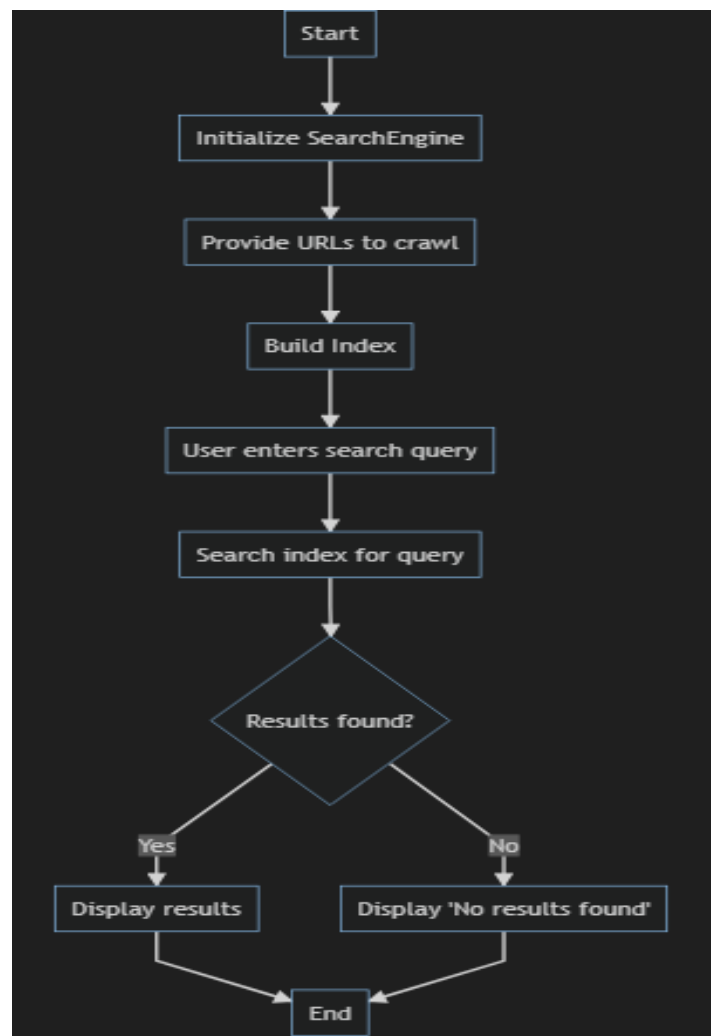 Start
Initialize SearchEngine
Provide URLs to crawl
Build Index
User enters search query
Search index for query
Results found?
Yes
No
Display results
Display 'No results found'
End